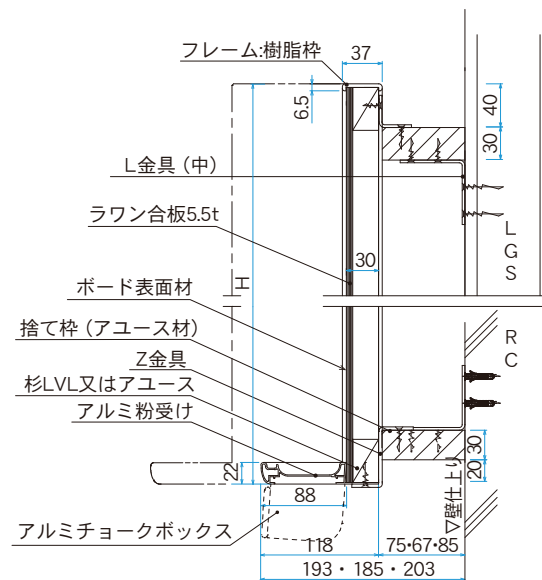 フレーム:樹脂枠
37
6.5
40
30
L金具（中）
ラワン合板5.5t
LGS
30
H
ボード表面材
捨て枠（アユース材）
RC
Z金具
杉LVL又はアユース
アルミ粉受け
22
30
20
88
▽壁仕上り
アルミチョークボックス
118
75•67•85
193・185・203